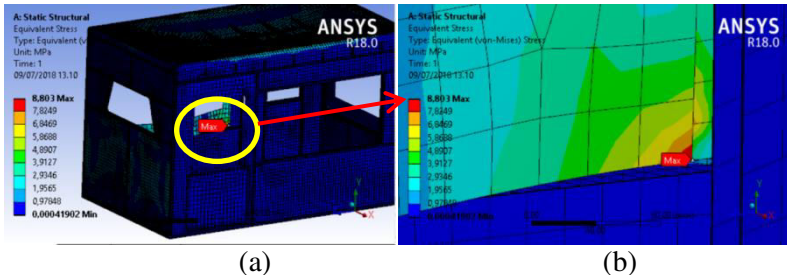 A: Static Structural
Equivalent Stress
Type: Equivalent (v
Unit: MPa
Time: 1
09/07/2018 13.10
8,803 Max
7,8249
6,8469
5,8688
4,8907
3,9127
2,9346
1,9565
0,97848
0,00041902 Min
ANSYS
R18.0
Max
Y
X
(a)
A: Static Structural
Equivalent Stress
Type: Equivalent (von-Mises) Stress
Unit: MPa
Time: 1
09/07/2018 13.10
8,803 Max
7,8249
6,8469
5,8688
4,8907
3,9127
2,9346
1,9565
0,97848
0,00041902 Min
ANSYS
R18.0
Max
Y
X
(b)